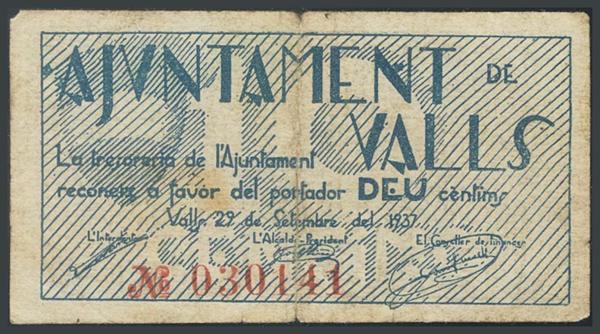 AJVNTAMENT DE
VALLS
La tresoreria de l'Ajuntament
reconeix a favor del portador DEU cèntims
Valls, 29 de Setembre del 1937
L'Interventor L'Alcalde-President El Conseller de Finances
№ 030141